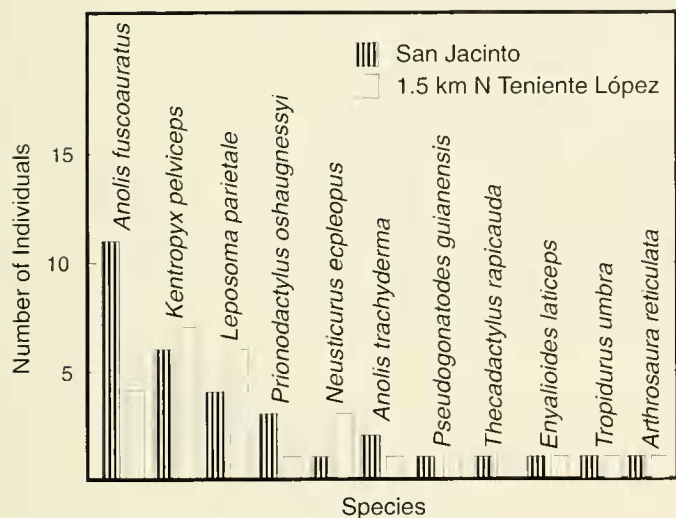 San Jacinto
1.5 km N Teniente López
Number of Individuals
15
10
5
Anolis fuscoauratus
Kentropyx pelviceps
Leposoma parietale
Prionodactylus oshaugnessyi
Neusticurus ecpleopus
Anolis trachyderma
Pseudogonatodes guianensis
Thecadactylus rapicauda
Enyalioides laticeps
Tropidurus umbra
Arthrosaura reticulata
Species